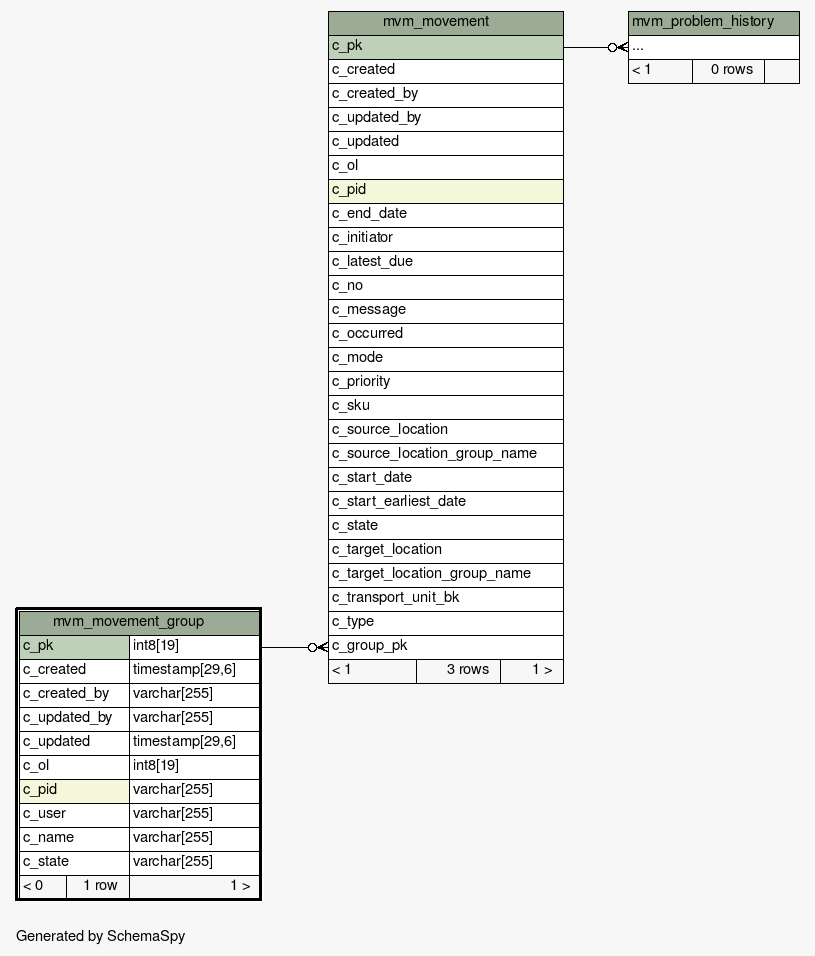 mvm_movement
c_pk
c_created
c_created_by
c_updated_by
c_updated
c_ol
c_pid
c_end_date
c_initiator
c_latest_due
c_no
c_message
c_occurred
c_mode
c_priority
c_sku
c_source_location
c_source_location_group_name
c_start_date
c_start_earliest_date
c_state
c_target_location
c_target_location_group_name
c_transport_unit_bk
c_type
c_group_pk
< 1 3 rows 1 >
mvm_problem_history
...
< 1 0 rows
mvm_movement_group
c_pk int8[19]
c_created timestamp[29,6]
c_created_by varchar[255]
c_updated_by varchar[255]
c_updated timestamp[29,6]
c_ol int8[19]
c_pid varchar[255]
c_user varchar[255]
c_name varchar[255]
c_state varchar[255]
< 0 1 row 1 >
Generated by SchemaSpy